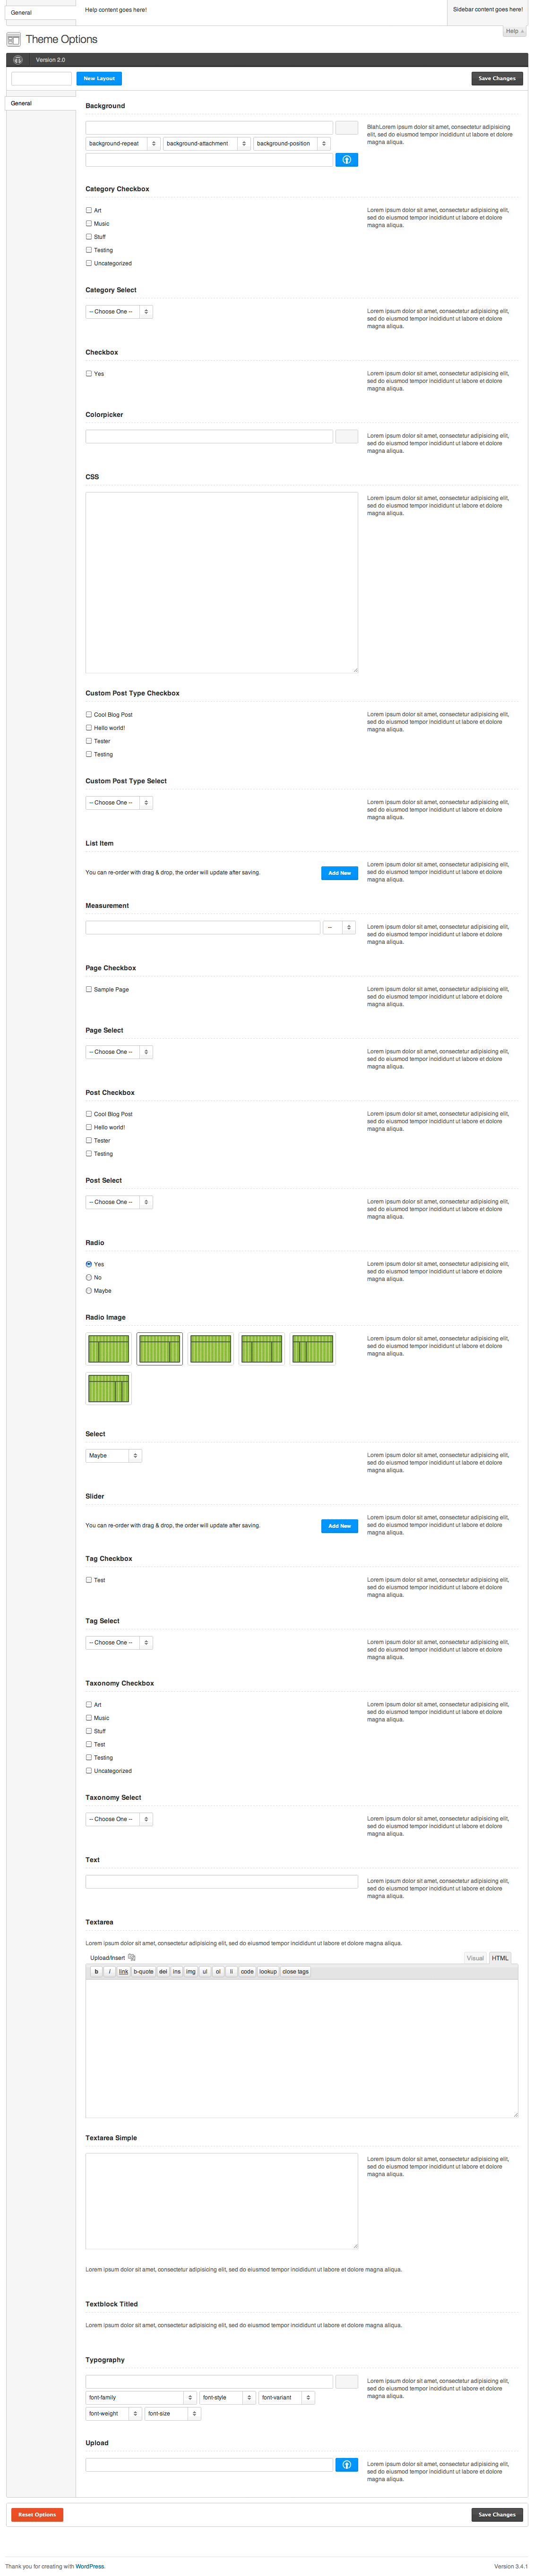 General
Help content goes here!
Sidebar content goes here!
Help
Theme Options
Version 2.0
New Layout
Save Changes
General
Background
BlahLorem ipsum dolor sit amet, consectetur adipisicing
elit, sed do eiusmod tempor incididunt ut labore et dolore
magna aliqua.
background-repeat
background-attachment
background-position
Category Checkbox
Art
Music
Stuff
Testing
Uncategorized
Lorem ipsum dolor sit amet, consectetur adipisicing elit,
sed do eiusmod tempor incididunt ut labore et dolore
magna aliqua.
Category Select
-- Choose One --
Lorem ipsum dolor sit amet, consectetur adipisicing elit,
sed do eiusmod tempor incididunt ut labore et dolore
magna aliqua.
Checkbox
Yes
Lorem ipsum dolor sit amet, consectetur adipisicing elit,
sed do eiusmod tempor incididunt ut labore et dolore
magna aliqua.
Colorpicker
Lorem ipsum dolor sit amet, consectetur adipisicing elit,
sed do eiusmod tempor incididunt ut labore et dolore
magna aliqua.
CSS
Lorem ipsum dolor sit amet, consectetur adipisicing elit,
sed do eiusmod tempor incididunt ut labore et dolore
magna aliqua.
Custom Post Type Checkbox
Cool Blog Post
Hello world!
Tester
Testing
Lorem ipsum dolor sit amet, consectetur adipisicing elit,
sed do eiusmod tempor incididunt ut labore et dolore
magna aliqua.
Custom Post Type Select
-- Choose One --
Lorem ipsum dolor sit amet, consectetur adipisicing elit,
sed do eiusmod tempor incididunt ut labore et dolore
magna aliqua.
List Item
You can re-order with drag & drop, the order will update after saving.
Add New
Lorem ipsum dolor sit amet, consectetur adipisicing elit,
sed do eiusmod tempor incididunt ut labore et dolore
magna aliqua.
Measurement
--
Lorem ipsum dolor sit amet, consectetur adipisicing elit,
sed do eiusmod tempor incididunt ut labore et dolore
magna aliqua.
Page Checkbox
Sample Page
Lorem ipsum dolor sit amet, consectetur adipisicing elit,
sed do eiusmod tempor incididunt ut labore et dolore
magna aliqua.
Page Select
-- Choose One --
Lorem ipsum dolor sit amet, consectetur adipisicing elit,
sed do eiusmod tempor incididunt ut labore et dolore
magna aliqua.
Post Checkbox
Cool Blog Post
Hello world!
Tester
Testing
Lorem ipsum dolor sit amet, consectetur adipisicing elit,
sed do eiusmod tempor incididunt ut labore et dolore
magna aliqua.
Post Select
-- Choose One --
Lorem ipsum dolor sit amet, consectetur adipisicing elit,
sed do eiusmod tempor incididunt ut labore et dolore
magna aliqua.
Radio
Yes
No
Maybe
Lorem ipsum dolor sit amet, consectetur adipisicing elit,
sed do eiusmod tempor incididunt ut labore et dolore
magna aliqua.
Radio Image
Lorem ipsum dolor sit amet, consectetur adipisicing elit,
sed do eiusmod tempor incididunt ut labore et dolore
magna aliqua.
Select
Maybe
Lorem ipsum dolor sit amet, consectetur adipisicing elit,
sed do eiusmod tempor incididunt ut labore et dolore
magna aliqua.
Slider
You can re-order with drag & drop, the order will update after saving.
Add New
Lorem ipsum dolor sit amet, consectetur adipisicing elit,
sed do eiusmod tempor incididunt ut labore et dolore
magna aliqua.
Tag Checkbox
Test
Lorem ipsum dolor sit amet, consectetur adipisicing elit,
sed do eiusmod tempor incididunt ut labore et dolore
magna aliqua.
Tag Select
-- Choose One --
Lorem ipsum dolor sit amet, consectetur adipisicing elit,
sed do eiusmod tempor incididunt ut labore et dolore
magna aliqua.
Taxonomy Checkbox
Art
Music
Stuff
Test
Testing
Uncategorized
Lorem ipsum dolor sit amet, consectetur adipisicing elit,
sed do eiusmod tempor incididunt ut labore et dolore
magna aliqua.
Taxonomy Select
-- Choose One --
Lorem ipsum dolor sit amet, consectetur adipisicing elit,
sed do eiusmod tempor incididunt ut labore et dolore
magna aliqua.
Text
Lorem ipsum dolor sit amet, consectetur adipisicing elit,
sed do eiusmod tempor incididunt ut labore et dolore
magna aliqua.
Textarea
Lorem ipsum dolor sit amet, consectetur adipisicing elit, sed do eiusmod tempor incididunt ut labore et dolore magna aliqua.
Upload/Insert
Visual
HTML
b i link b-quote del ins img ul ol li code lookup close tags
Textarea Simple
Lorem ipsum dolor sit amet, consectetur adipisicing elit,
sed do eiusmod tempor incididunt ut labore et dolore
magna aliqua.
Lorem ipsum dolor sit amet, consectetur adipisicing elit, sed do eiusmod tempor incididunt ut labore et dolore magna aliqua.
Textblock Titled
Lorem ipsum dolor sit amet, consectetur adipisicing elit, sed do eiusmod tempor incididunt ut labore et dolore magna aliqua.
Typography
Lorem ipsum dolor sit amet, consectetur adipisicing elit,
sed do eiusmod tempor incididunt ut labore et dolore
magna aliqua.
font-family
font-style
font-variant
font-weight
font-size
Upload
Lorem ipsum dolor sit amet, consectetur adipisicing elit,
sed do eiusmod tempor incididunt ut labore et dolore
magna aliqua.
Reset Options
Save Changes
Thank you for creating with WordPress.
Version 3.4.1